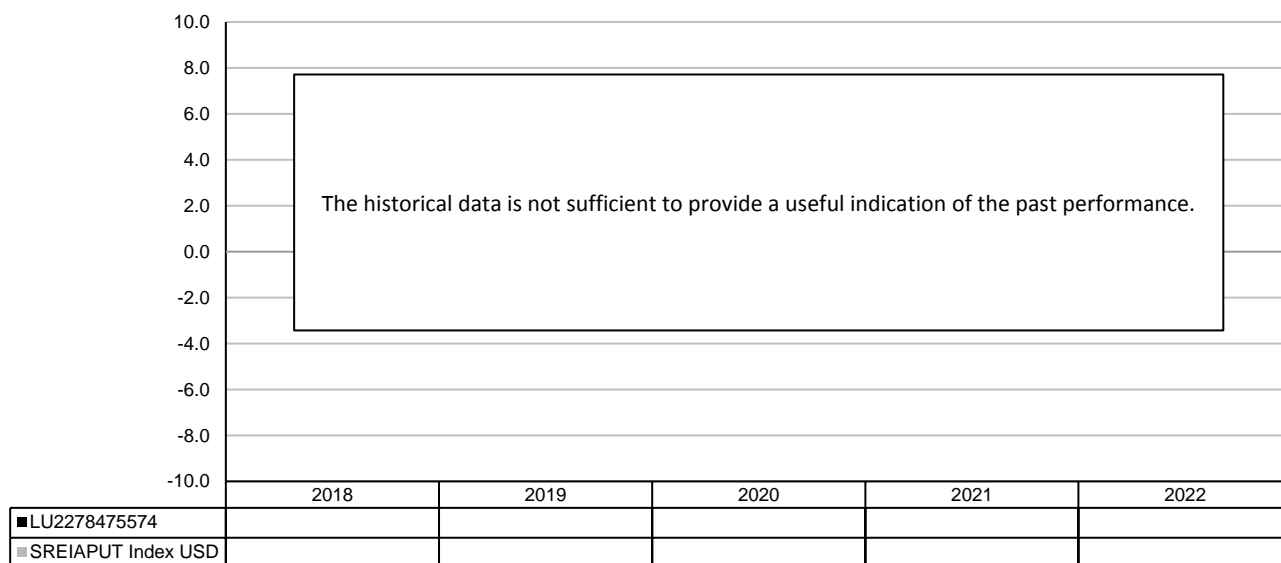 10.0
8.0
6.0
4.0
2.0
0.0
-2.0
-4.0
-6.0
-8.0
-10.0
The historical data is not sufficient to provide a useful indication of the past performance.
2018 2019 2020 2021 2022
LU2278475574
SREIAPUT Index USD